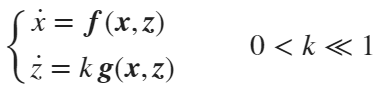 ẋ = f(x, z)
ż = k g(x, z)
0 < k ≪ 1